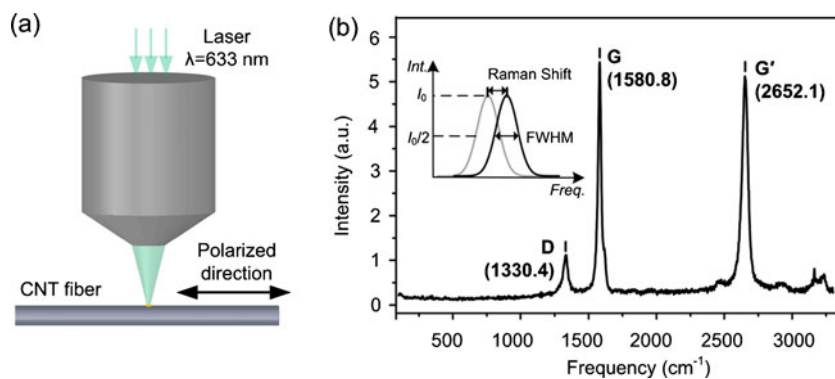 (a)
Laser
λ=633 nm
Polarized
direction
CNT fiber
(b)
6
5
4
3
2
1
0
Intensity (a.u.)
Int.
I₀
I₀/2
Raman Shift
FWHM
Freq.
D
(1330.4)
G
(1580.8)
G′
(2652.1)
500
1000
1500
2000
2500
3000
Frequency (cm⁻¹)